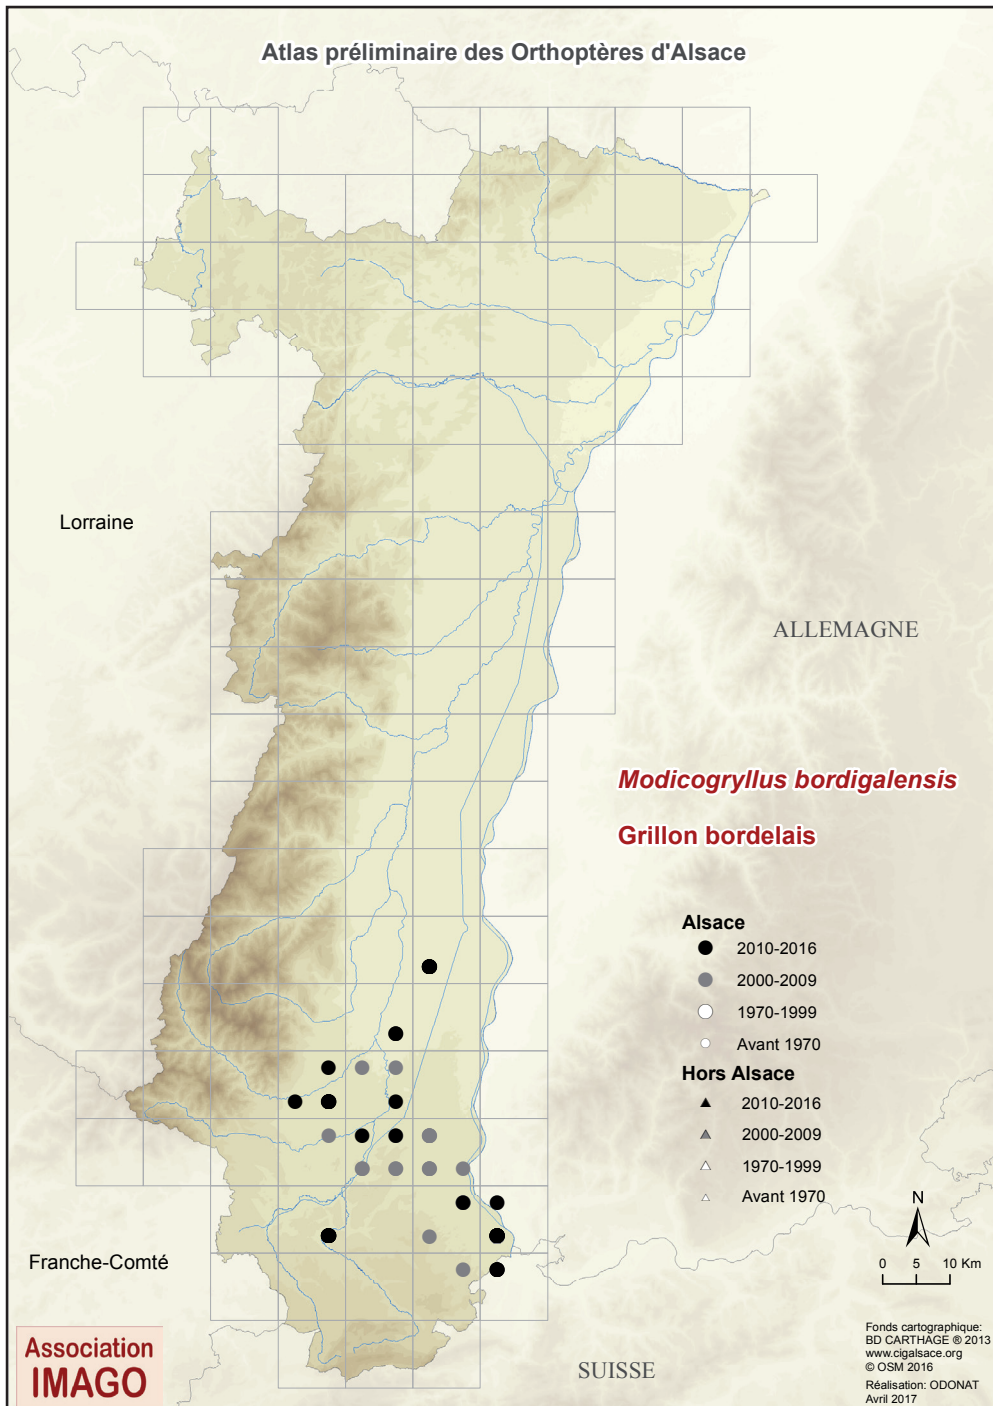 Atlas préliminaire des Orthoptères d'Alsace
Lorraine
ALLEMAGNE
Modicogryllus bordigalensis
Grillon bordelais
Alsace
2010-2016
2000-2009
1970-1999
Avant 1970
Hors Alsace
2010-2016
2000-2009
1970-1999
Avant 1970
N
0 5 10 Km
Franche-Comté
SUISSE
Association
IMAGO
Fonds cartographique:
BD CARTHAGE ® 2013
www.cigalsace.org
© OSM 2016
Réalisation: ODONAT
Avril 2017